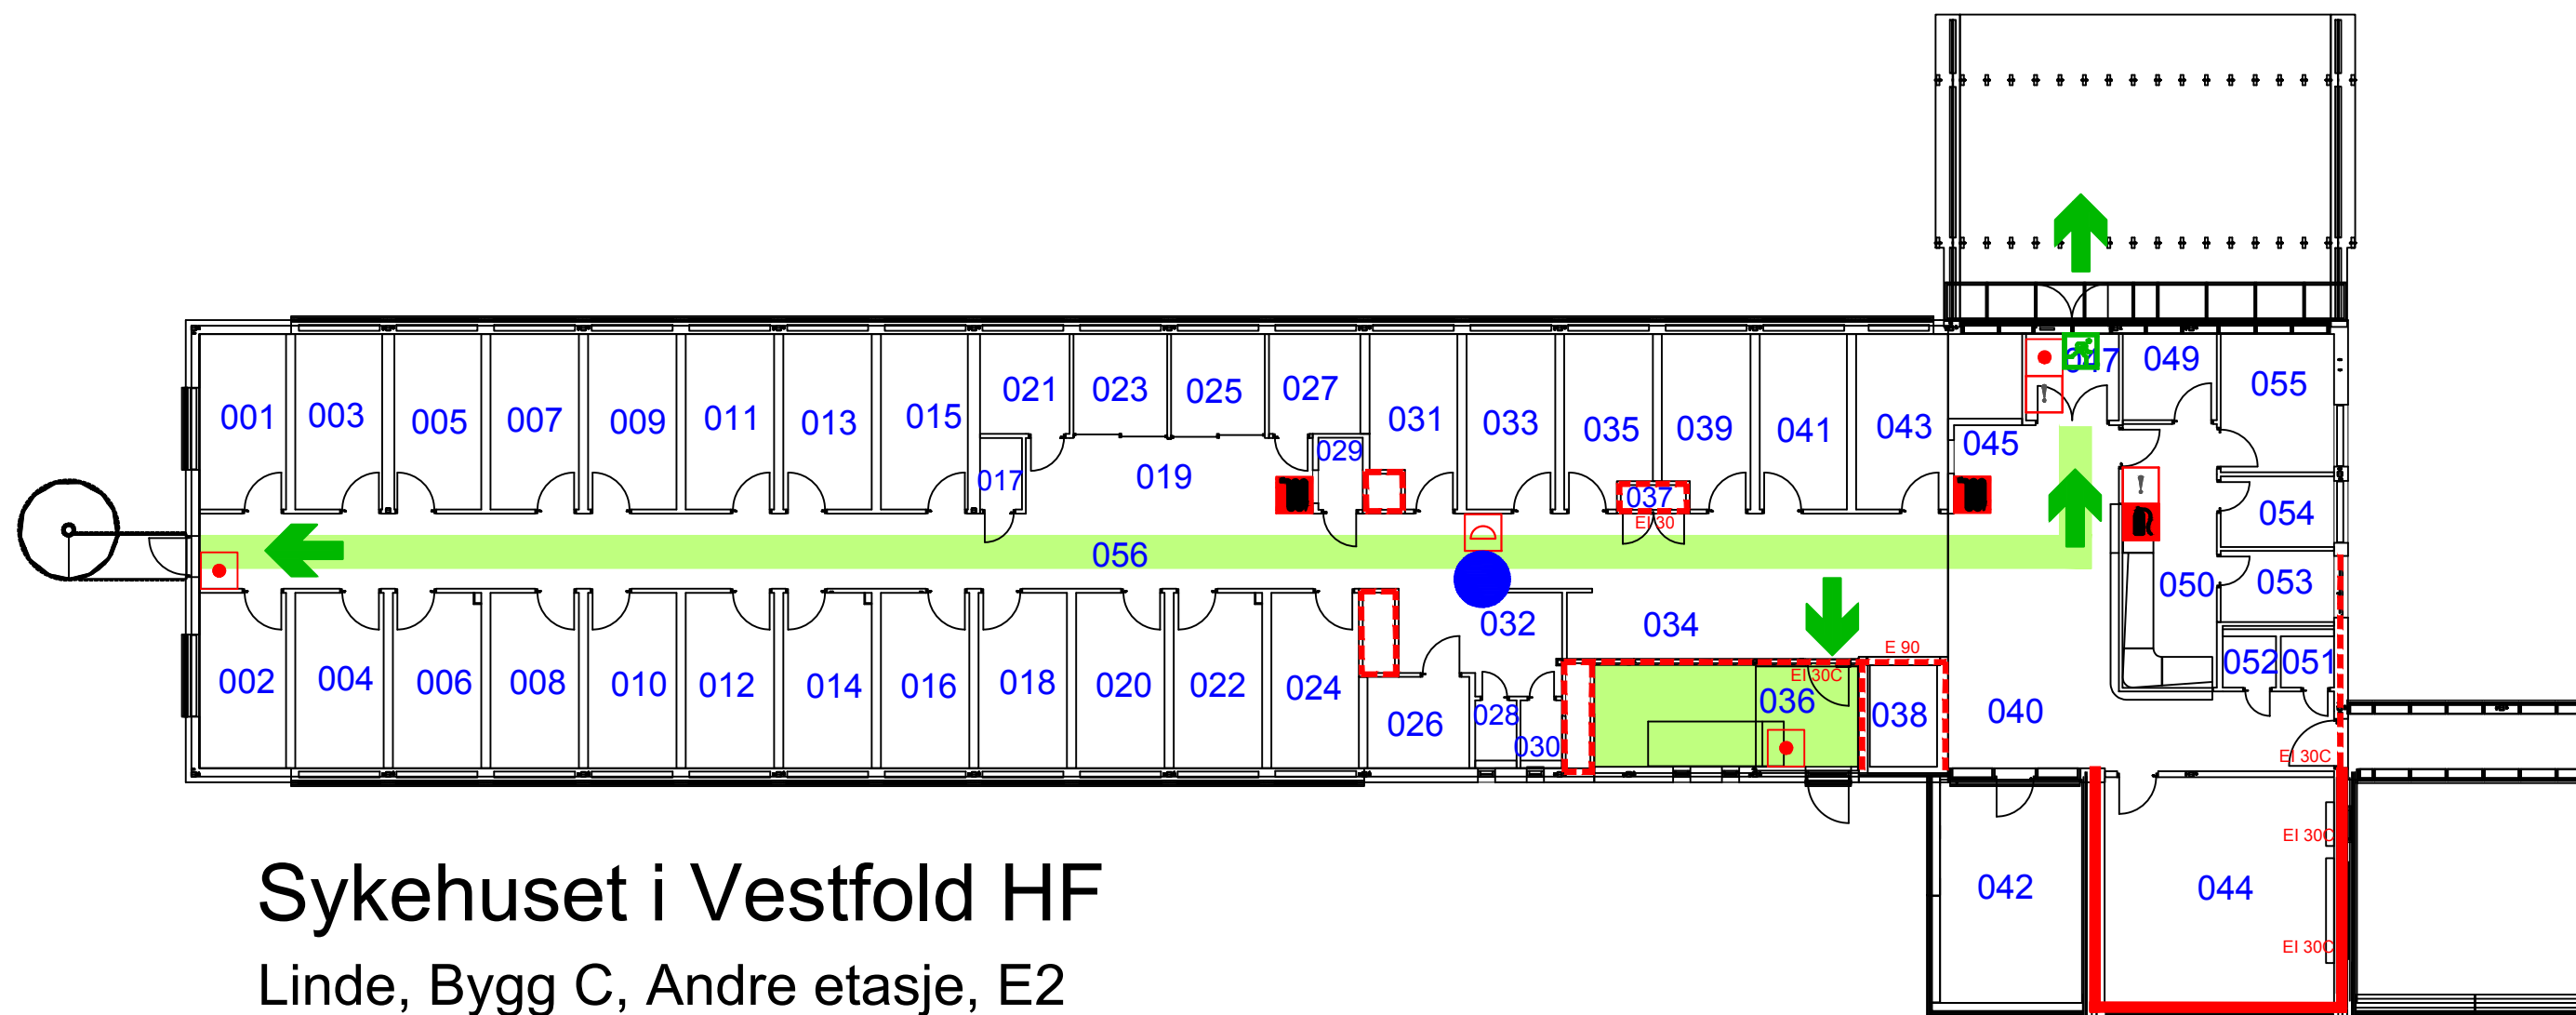 001 003 005 007 009 011 013 015
021 023 025 027
031 033 035 039 041 043
047 049 055
045
017 019 029
037
EI 30
! !
054
056
050 053
032 034
E 90
052 051
002 004 006 008 010 012 014 016 018 020 022 024
EI 30C
036
026 028 030 038 040
EI 30C
EI 30C
042 044
EI 30C
Sykehuset i Vestfold HF
Linde, Bygg C, Andre etasje, E2